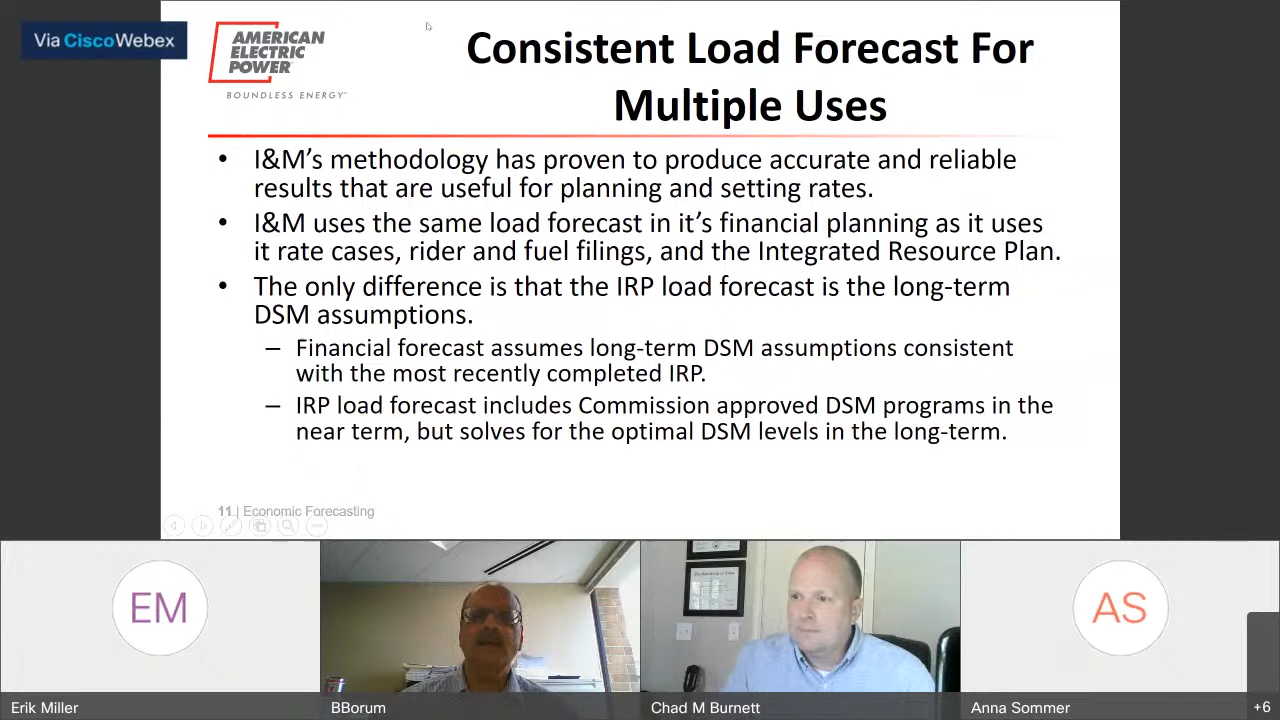 Via Cisco Webex
AMERICAN
ELECTRIC
POWER
BOUNDLESS ENERGY
Consistent Load Forecast For
Multiple Uses
• I&M's methodology has proven to produce accurate and reliable
results that are useful for planning and setting rates.
• I&M uses the same load forecast in it's financial planning as it uses
it rate cases, rider and fuel filings, and the Integrated Resource Plan.
• The only difference is that the IRP load forecast is the long-term
DSM assumptions.
– Financial forecast assumes long-term DSM assumptions consistent
with the most recently completed IRP.
– IRP load forecast includes Commission approved DSM programs in the
near term, but solves for the optimal DSM levels in the long-term.
11 | Economic Forecasting
EM
AS
Erik Miller
BBorum
Chad M Burnett
Anna Sommer
+6